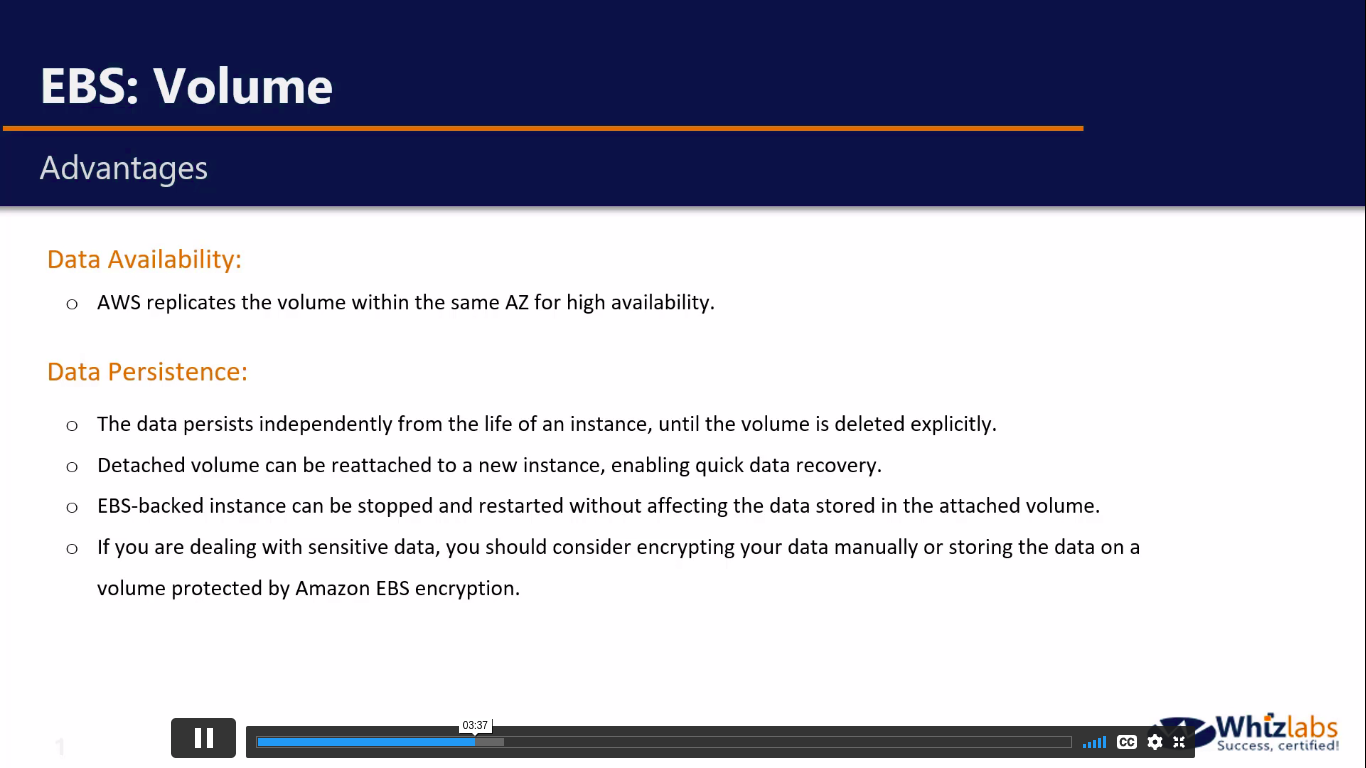 EBS: Volume
Advantages
Data Availability:
o AWS replicates the volume within the same AZ for high availability.
Data Persistence:
o The data persists independently from the life of an instance, until the volume is deleted explicitly.
o Detached volume can be reattached to a new instance, enabling quick data recovery.
o EBS-backed instance can be stopped and restarted without affecting the data stored in the attached volume.
o If you are dealing with sensitive data, you should consider encrypting your data manually or storing the data on a
volume protected by Amazon EBS encryption.
03:37
1
CC
Whizlabs
Success, certified!